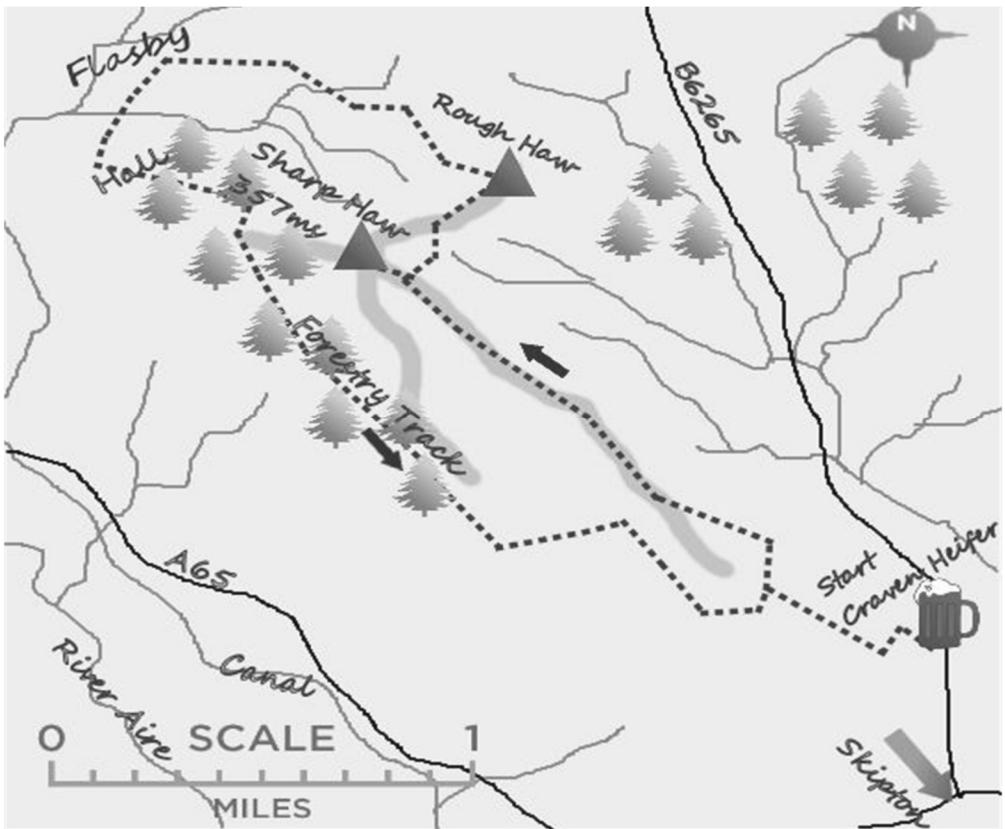 N
Flasby
B6265
Rough Haw
Hall
Sharp Haw
357ms
Forestry Track
Start
Craven Heifer
A65
Canal
River Aire
0 SCALE 1
MILES
Skipton